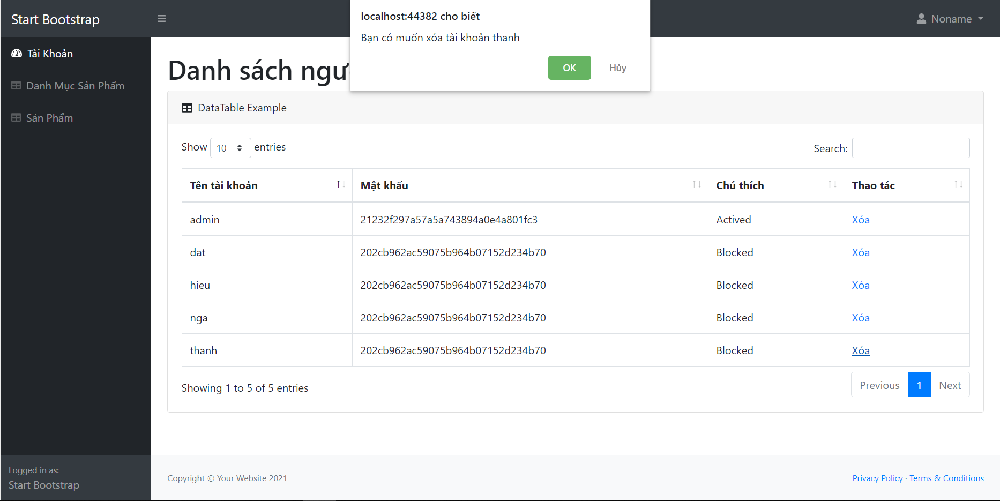 Start Bootstrap
Noname
localhost:44382 cho biết
Bạn có muốn xóa tài khoản thanh
OK Hủy
Tài Khoản
Danh Mục Sản Phẩm
Sản Phẩm
Danh sách ngư
DataTable Example
Show 10 entries
Search:
Tên tài khoản Mật khẩu Chú thích Thao tác
admin 21232f297a57a5a743894a0e4a801fc3 Actived Xóa
dat 202cb962ac59075b964b07152d234b70 Blocked Xóa
hieu 202cb962ac59075b964b07152d234b70 Blocked Xóa
nga 202cb962ac59075b964b07152d234b70 Blocked Xóa
thanh 202cb962ac59075b964b07152d234b70 Blocked Xóa
Showing 1 to 5 of 5 entries
Previous 1 Next
Logged in as:
Start Bootstrap
Copyright © Your Website 2021
Privacy Policy · Terms & Conditions